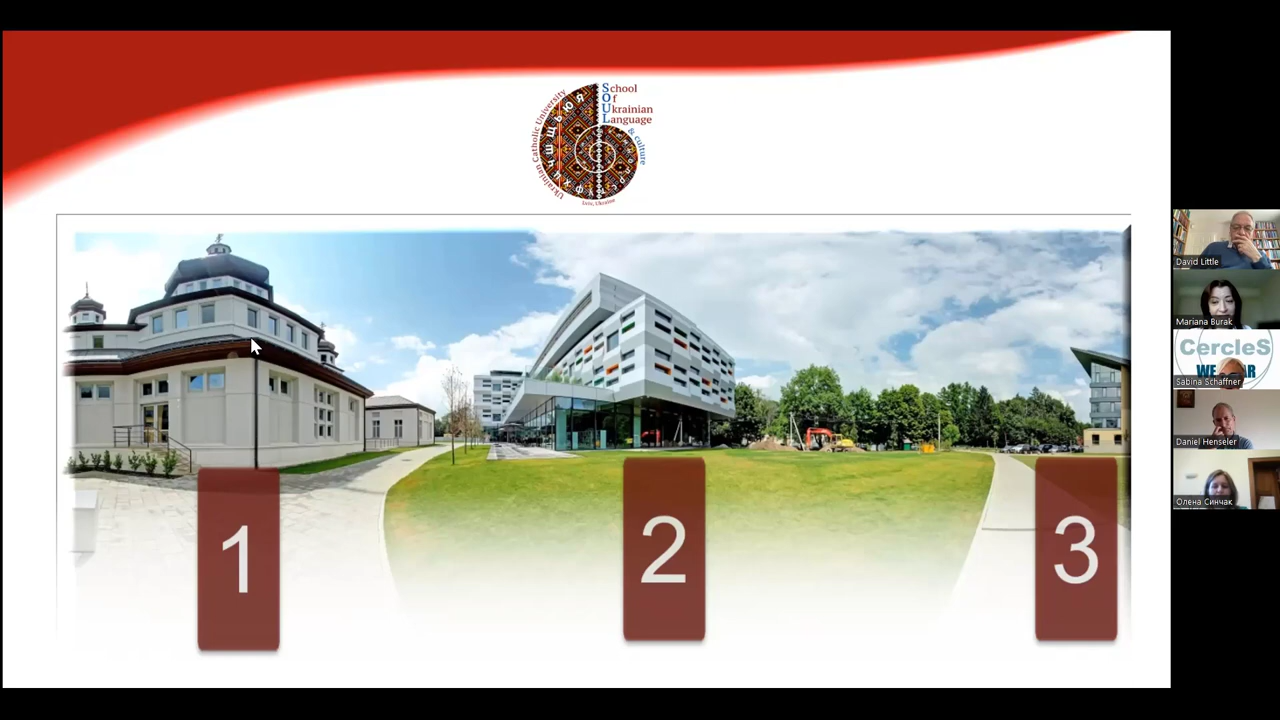 School
Of
Ukrainian
Language
& culture
Ukrainian Catholic University
Lviv, Ukraine
1
2
3
David Little
Mariana Burak
CercleS
Sabina Schaffner
Daniel Henseler
Олена Синчак